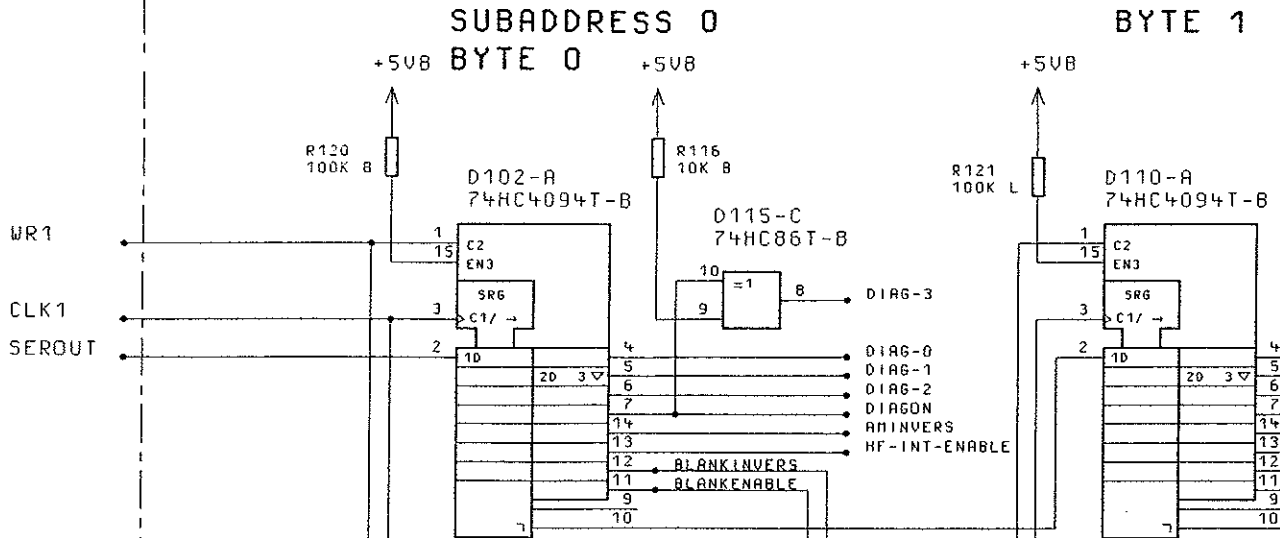 SUBADDRESS 0
BYTE 0
BYTE 1
+5VB
+5VB
+5VB
R120
100K B
R116
10K B
R121
100K L
D102-A
74HC4094T-B
D115-C
74HC86T-B
D110-A
74HC4094T-B
WR1
CLK1
SEROUT
1
15
3
2
C2
EN3
SRG
C1/ →
1D
2D 3 ▽
¬
4
5
6
7
14
13
12
11
9
10
10
9
=1
8
DIAG-3
DIAG-0
DIAG-1
DIAG-2
DIAGON
AMINVERS
HF-INT-ENABLE
BLANKINVERS
BLANKENABLE
1
15
3
2
C2
EN3
SRG
C1/ →
1D
2D 3 ▽
¬
4
5
6
7
14
13
12
11
9
10